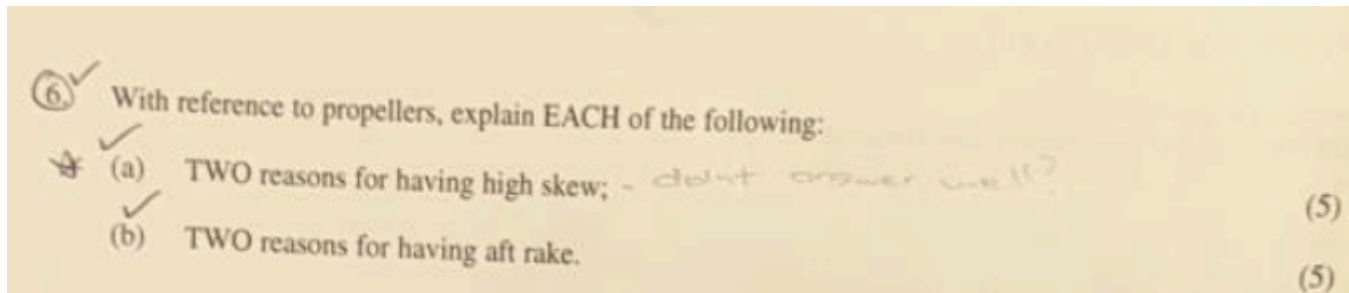 6. With reference to propellers, explain EACH of the following:
(a) TWO reasons for having high skew; - didn't answer well?
(5)
(b) TWO reasons for having aft rake.
(5)